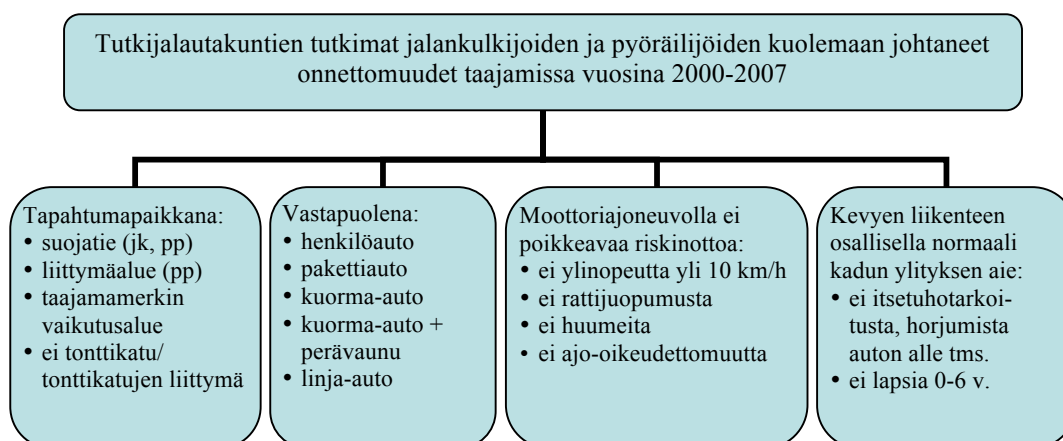 Tutkijalautakuntien tutkimat jalankulkijoiden ja pyöräilijöiden kuolemaan johtaneet
onnettomuudet taajamissa vuosina 2000-2007
Tapahtumapaikkana:
• suojatie (jk, pp)
• liittymäalue (pp)
• taajamamerkin
vaikutusalue
• ei tonttikatu/
tonttikatujen liittymä
Vastapuolena:
• henkilöauto
• pakettiauto
• kuorma-auto
• kuorma-auto +
perävaunu
• linja-auto
Moottoriajoneuvolla ei
poikkeavaa riskinottoa:
• ei ylinopeutta yli 10 km/h
• ei rattijuopumusta
• ei huumeita
• ei ajo-oikeudettomuutta
Kevyen liikenteen
osallisella normaali
kadun ylityksen aie:
• ei itsetuhotarkoi-
tusta, horjumista
auton alle tms.
• ei lapsia 0-6 v.